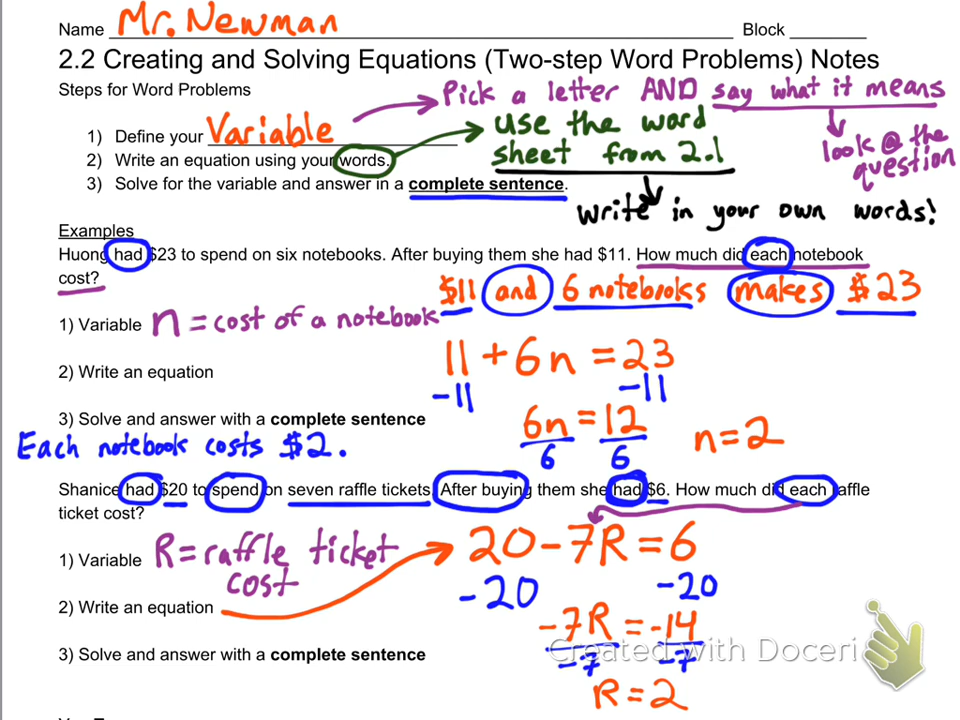 Name Mr. Newman Block
2.2 Creating and Solving Equations (Two-step Word Problems) Notes
Steps for Word Problems
Pick a letter AND say what it means
look @ the question
1) Define your Variable
use the word sheet from 2.1
2) Write an equation using your words.
3) Solve for the variable and answer in a complete sentence.
write in your own words!
Examples
Huong had $23 to spend on six notebooks. After buying them she had $11. How much did each notebook
cost?
$11 and 6 notebooks makes $23
1) Variable n = cost of a notebook
11 + 6n = 23
2) Write an equation
-11 -11
3) Solve and answer with a complete sentence
6n = 12
6 6
n = 2
Each notebook costs $2.
Shanice had $20 to spend on seven raffle tickets. After buying them she had $6. How much did each raffle
ticket cost?
1) Variable R = raffle ticket cost
20 - 7R = 6
-20 -20
2) Write an equation
-7R = -14
-7 -7
3) Solve and answer with a complete sentence
R = 2
Created with Doceri